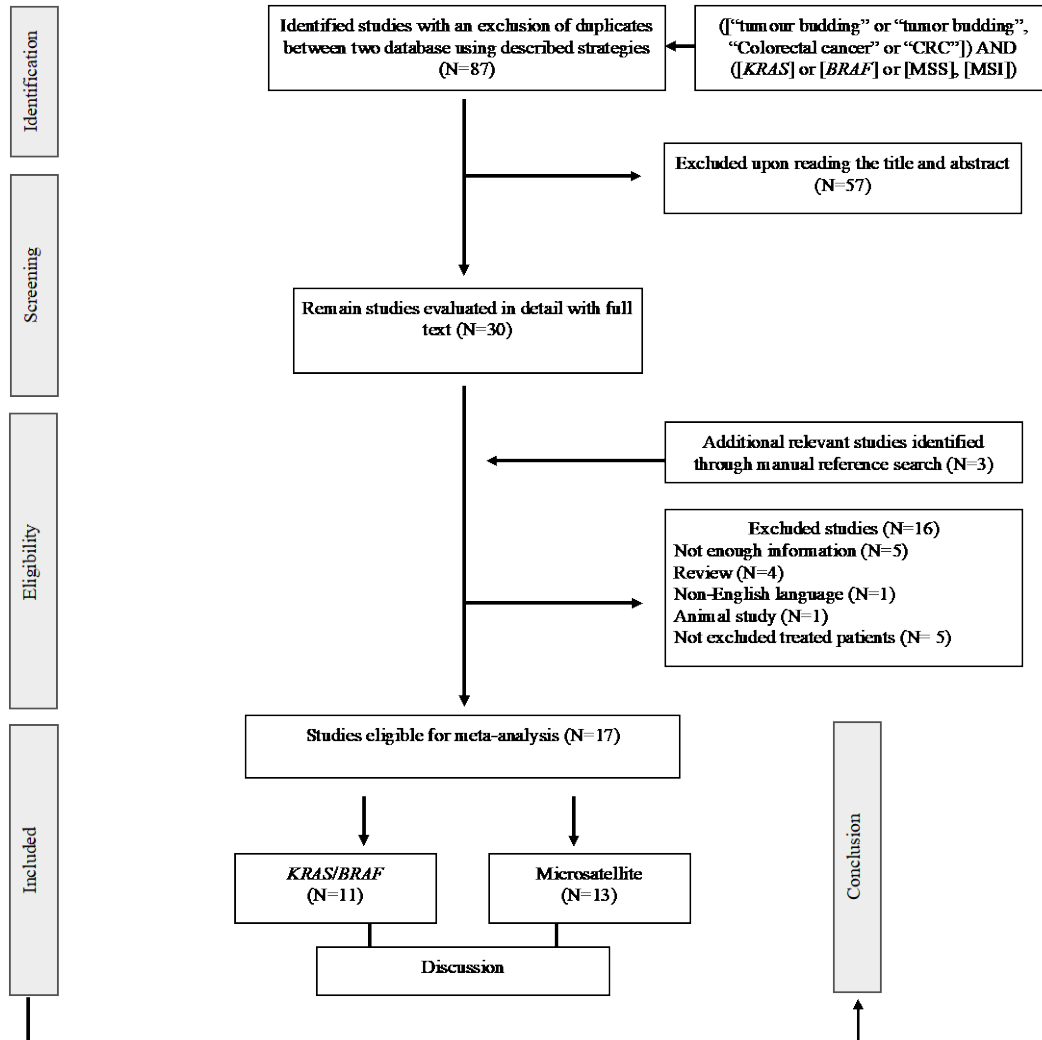 Identification
Identified studies with an exclusion of duplicates
between two database using described strategies
(N=87)
(["tumour budding" or "tumor budding",
"Colorectal cancer" or "CRC"]) AND
([KRAS] or [BRAF] or [MSS], [MSI])
Excluded upon reading the title and abstract
(N=57)
Screening
Remain studies evaluated in detail with full
text (N=30)
Eligibility
Additional relevant studies identified
through manual reference search (N=3)
Excluded studies (N=16)
Not enough information (N=5)
Review (N=4)
Non-English language (N=1)
Animal study (N=1)
Not excluded treated patients (N= 5)
Included
Studies eligible for meta-analysis (N=17)
KRAS/BRAF
(N=11)
Microsatellite
(N=13)
Discussion
Conclusion